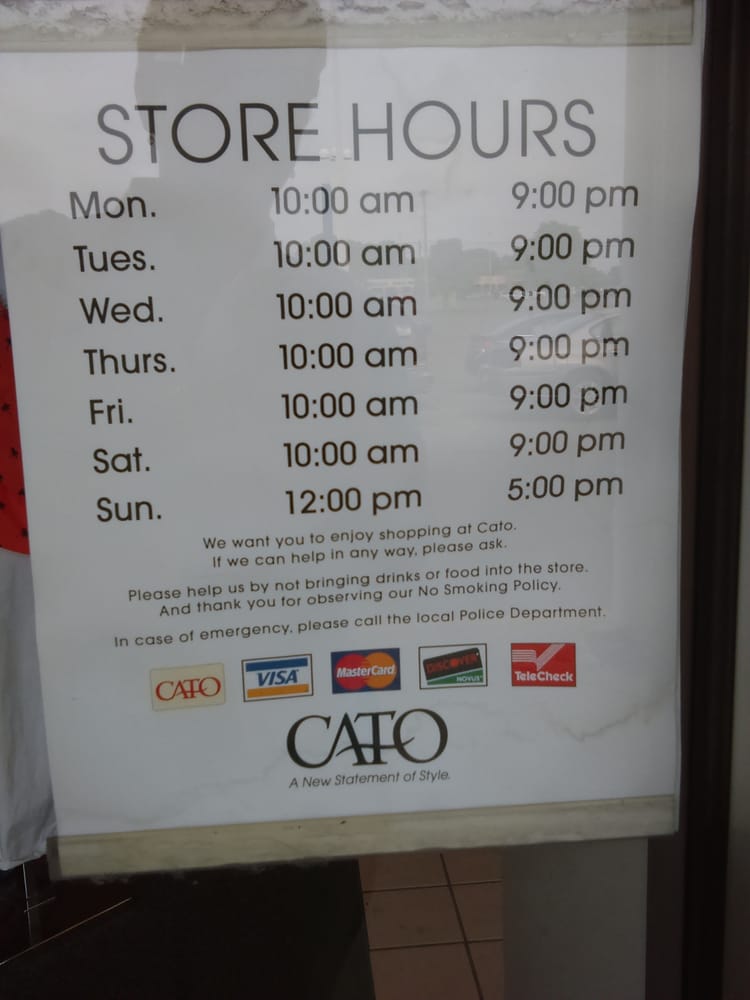 STORE HOURS
Mon. 10:00 am 9:00 pm
Tues. 10:00 am 9:00 pm
Wed. 10:00 am 9:00 pm
Thurs. 10:00 am 9:00 pm
Fri. 10:00 am 9:00 pm
Sat. 10:00 am 9:00 pm
Sun. 12:00 pm 5:00 pm
We want you to enjoy shopping at Cato.
If we can help in any way, please ask.
Please help us by not bringing drinks or food into the store.
And thank you for observing our No Smoking Policy.
In case of emergency, please call the local Police Department.
CATO VISA MasterCard DISCOVER NOVUS TeleCheck
CATO
A New Statement of Style.